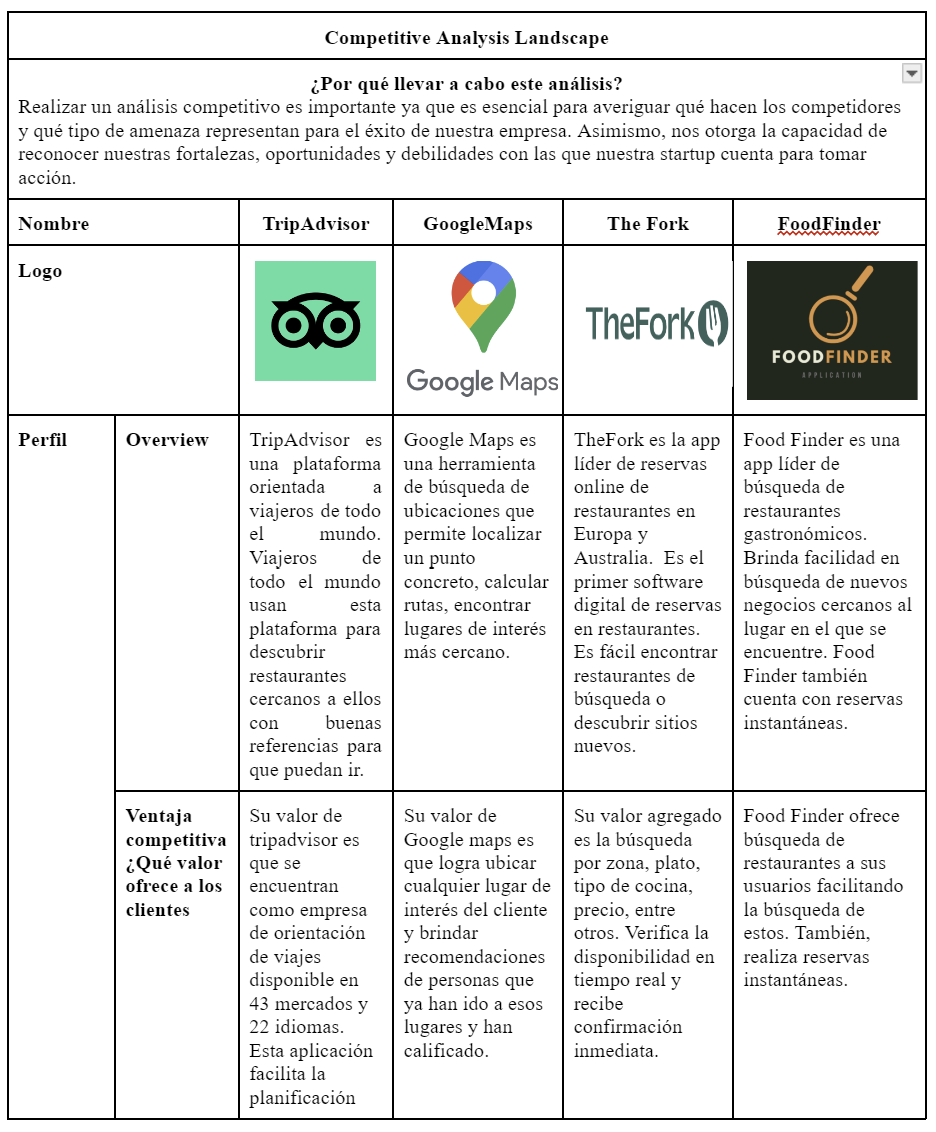 Competitive Analysis Landscape
¿Por qué llevar a cabo este análisis?
Realizar un análisis competitivo es importante ya que es esencial para averiguar qué hacen los competidores
y qué tipo de amenaza representan para el éxito de nuestra empresa. Asimismo, nos otorga la capacidad de
reconocer nuestras fortalezas, oportunidades y debilidades con las que nuestra startup cuenta para tomar
acción.
Nombre
TripAdvisor
GoogleMaps
The Fork
FoodFinder
Logo
Google Maps
TheFork
FOODFINDER
APPLICATION
Perfil
Overview
TripAdvisor es
una plataforma
orientada a
viajeros de todo
el mundo.
Viajeros de
todo el mundo
usan esta
plataforma para
descubrir
restaurantes
cercanos a ellos
con buenas
referencias para
que puedan ir.
Google Maps es
una herramienta
de búsqueda de
ubicaciones que
permite localizar
un punto
concreto, calcular
rutas, encontrar
lugares de interés
más cercano.
TheFork es la app
líder de reservas
online de
restaurantes en
Europa y
Australia.  Es el
primer software
digital de reservas
en restaurantes.
Es fácil encontrar
restaurantes de
búsqueda o
descubrir sitios
nuevos.
Food Finder es una
app líder de
búsqueda de
restaurantes
gastronómicos.
Brinda facilidad en
búsqueda de nuevos
negocios cercanos al
lugar en el que se
encuentre. Food
Finder también
cuenta con reservas
instantáneas.
Ventaja
competitiva
¿Qué valor
ofrece a los
clientes
Su valor de
tripadvisor es
que se
encuentran
como empresa
de orientación
de viajes
disponible en
43 mercados y
22 idiomas.
Esta aplicación
facilita la
planificación
Su valor de
Google maps es
que logra ubicar
cualquier lugar de
interés del cliente
y brindar
recomendaciones
de personas que
ya han ido a esos
lugares y han
calificado.
Su valor agregado
es la búsqueda
por zona, plato,
tipo de cocina,
precio, entre
otros. Verifica la
disponibilidad en
tiempo real y
recibe
confirmación
inmediata.
Food Finder ofrece
búsqueda de
restaurantes a sus
usuarios facilitando
la búsqueda de
estos. También,
realiza reservas
instantáneas.